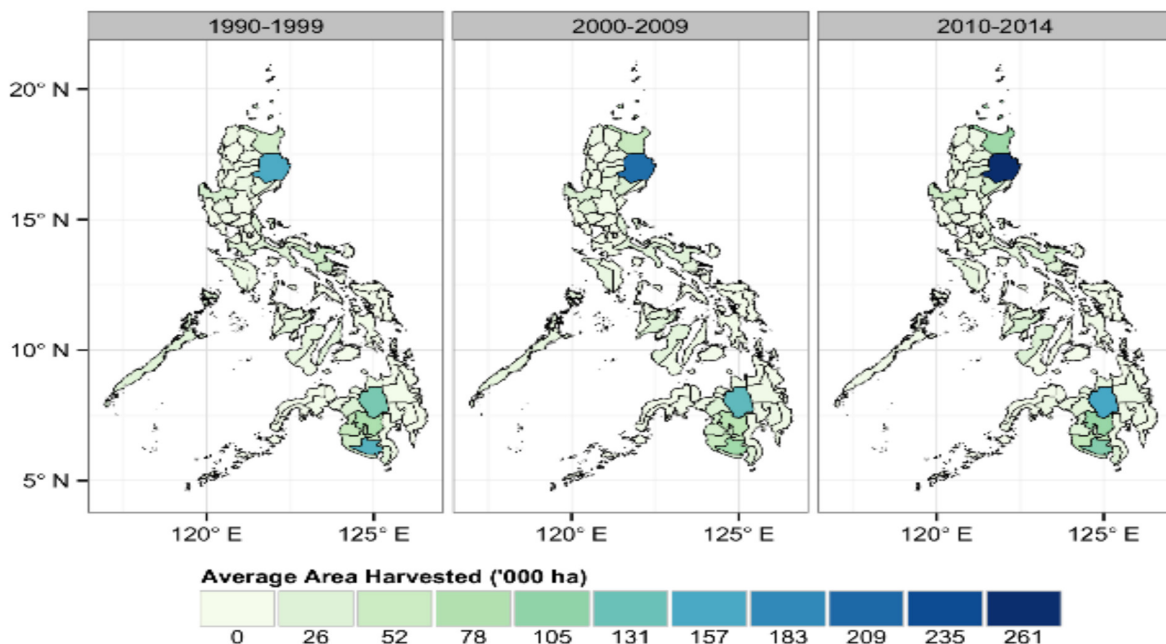 1990-1999 2000-2009 2010-2014
20° N
15° N
10° N
5° N
120° E 125° E 120° E 125° E 120° E 125° E
Average Area Harvested ('000 ha)
0 26 52 78 105 131 157 183 209 235 261